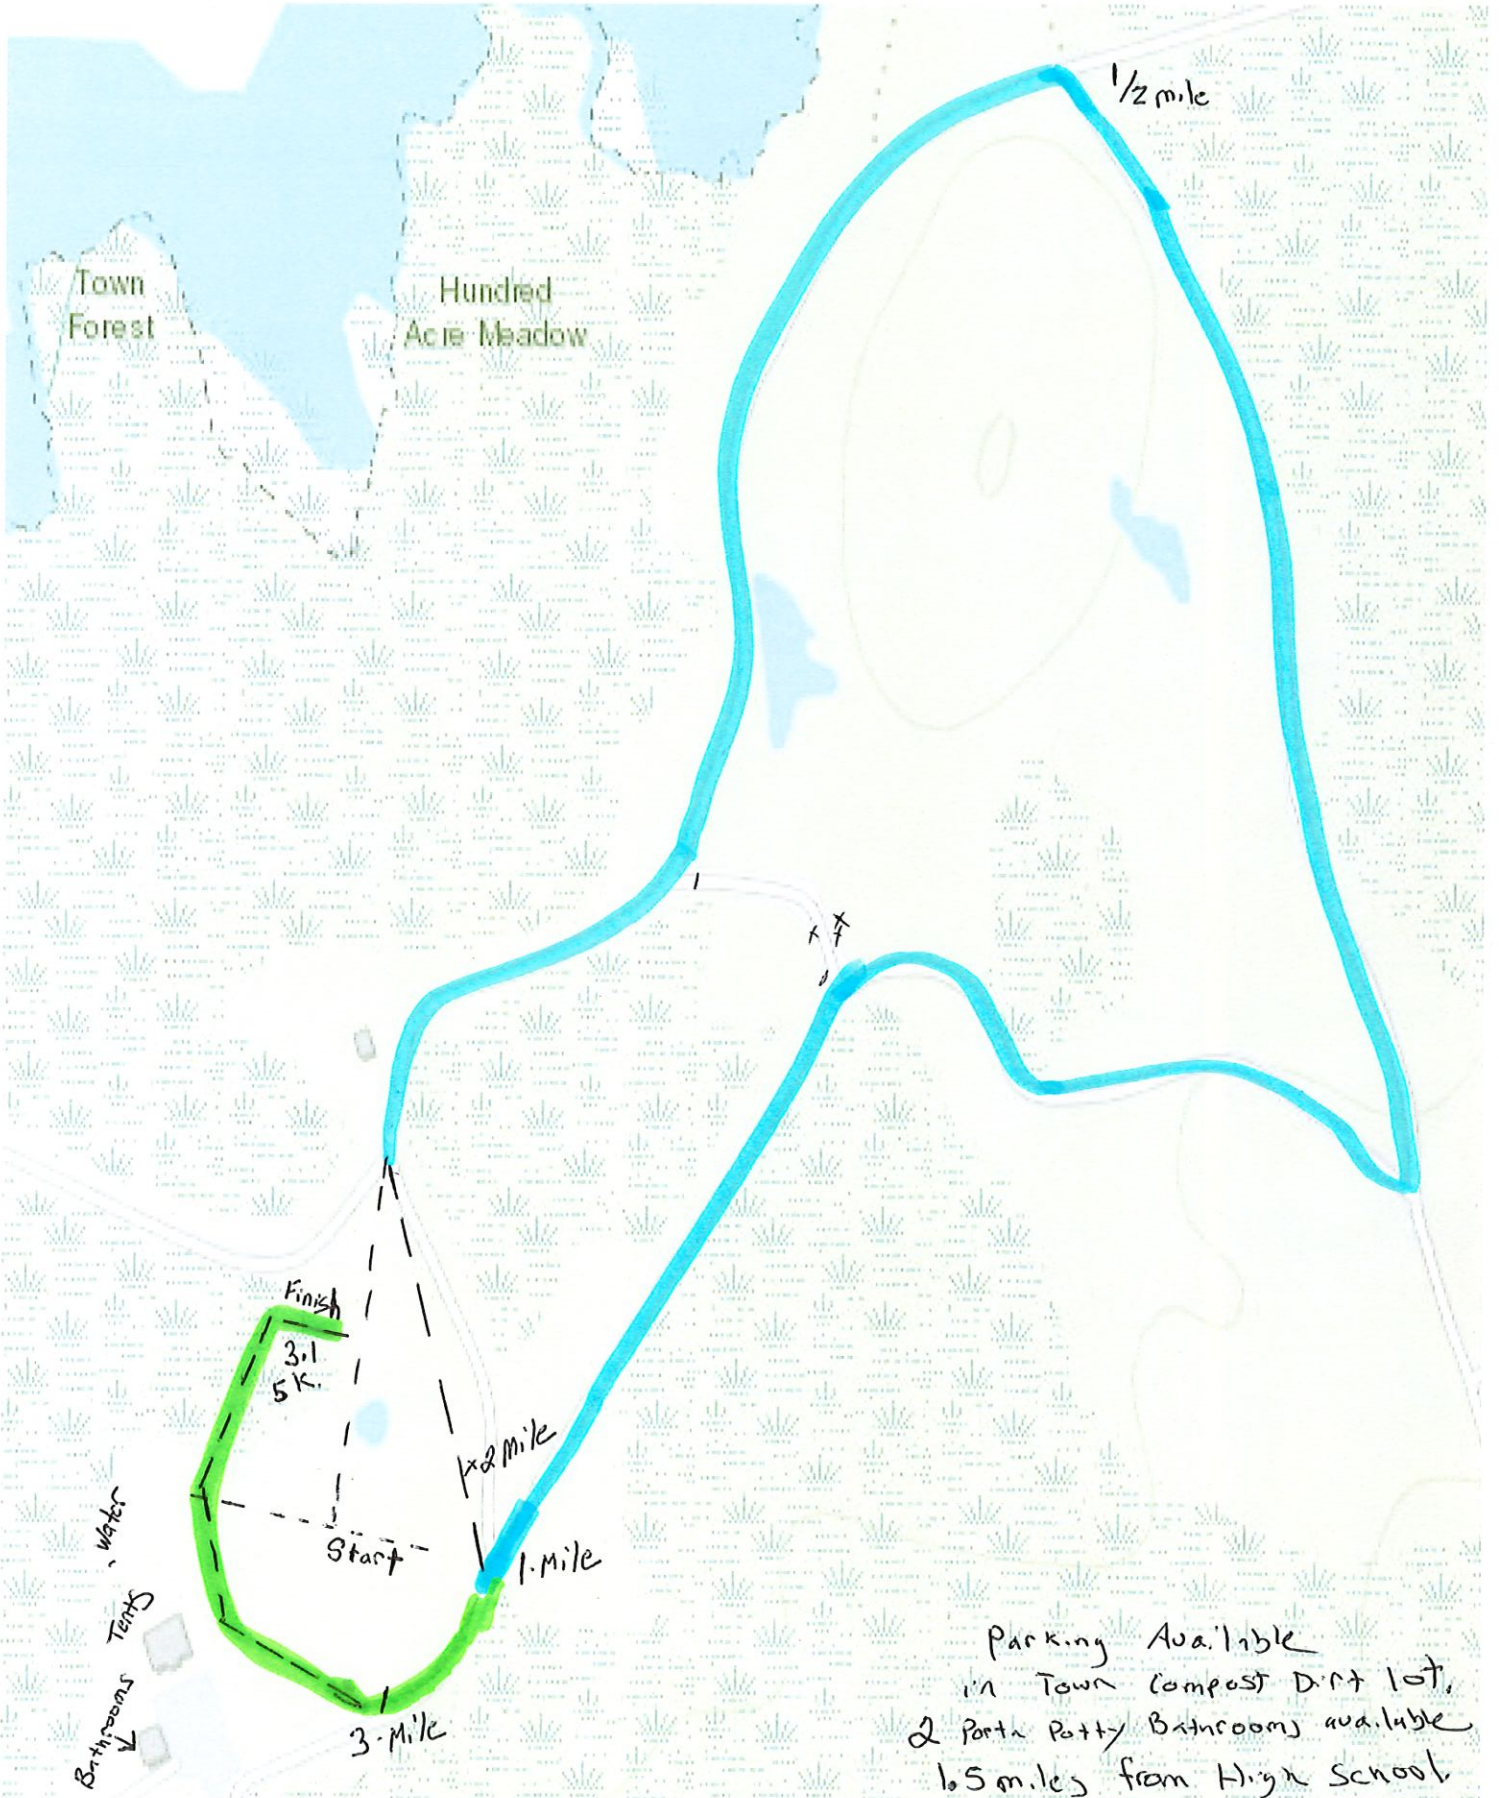 1/2 mile
Town
Forest
Hundred
Acre Meadow
Finish
3.1
5K.
x2 Mile
Start
1. Mile
3. Mile
Water
Tents
Bathrooms
Parking Available
in Town Compost Dirt lot.
2 Porta Potty Bathrooms available
1.5 miles from High School.